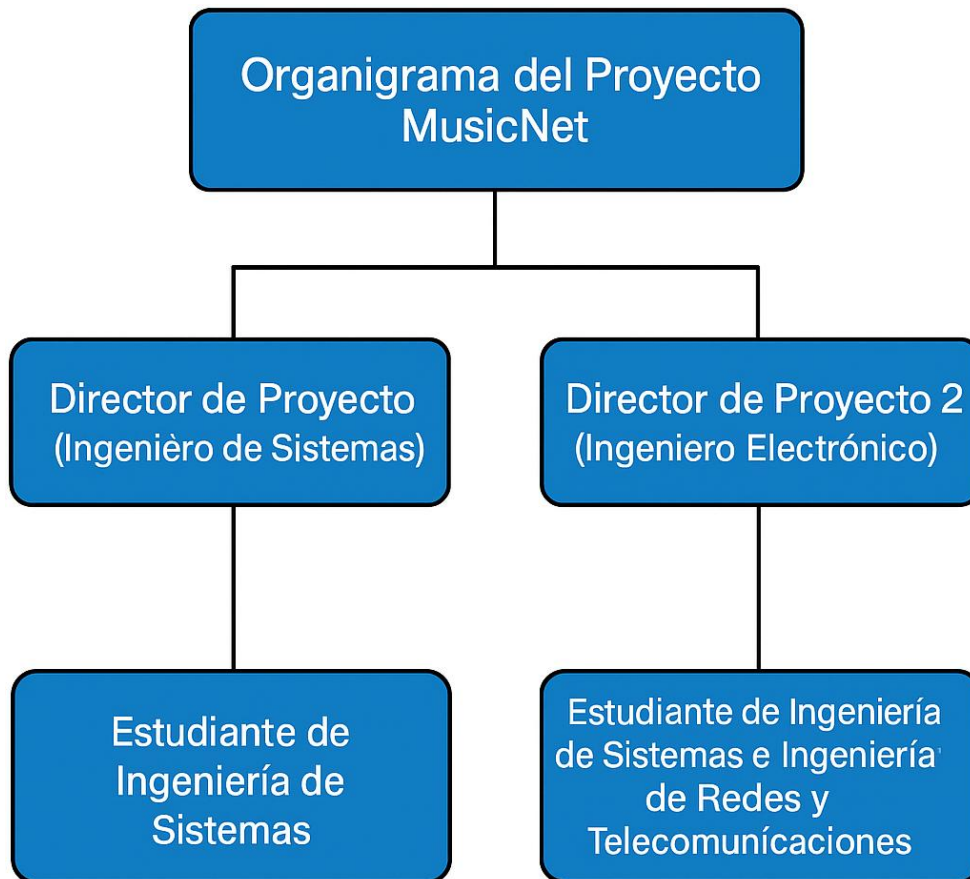 Organigrama del Proyecto
MusicNet
Director de Proyecto
(Ingenièro de Sistemas)
Director de Proyecto 2
(Ingeniero Electrónico)
Estudiante de
Ingeniería de
Sistemas
Estudiante de Ingeniería
de Sistemas e Ingeniería
de Redes y
Telecomunícaciones